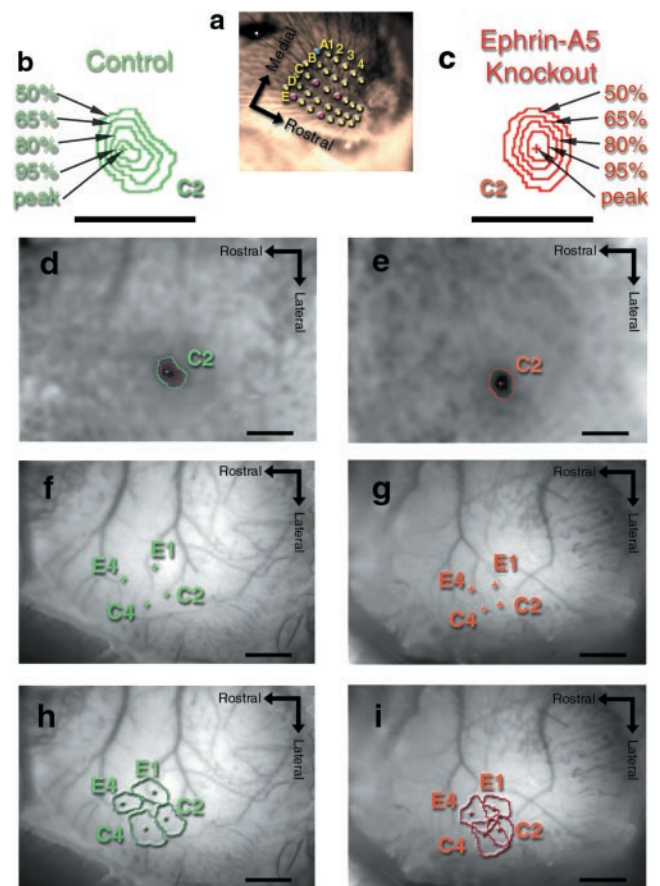 a
Medial
A1 2 3 4
B
C
D
E
Rostral
b
Control
50%
65%
80%
95%
peak
C2
c
Ephrin-A5
Knockout
50%
65%
80%
95%
peak
C2
d
Rostral
Lateral
C2
e
Rostral
Lateral
C2
f
Rostral
Lateral
E1
E4
C2
C4
g
Rostral
Lateral
E1
E4
C2
C4
h
Rostral
Lateral
E1
E4
C2
C4
i
Rostral
Lateral
E1
E4
C2
C4